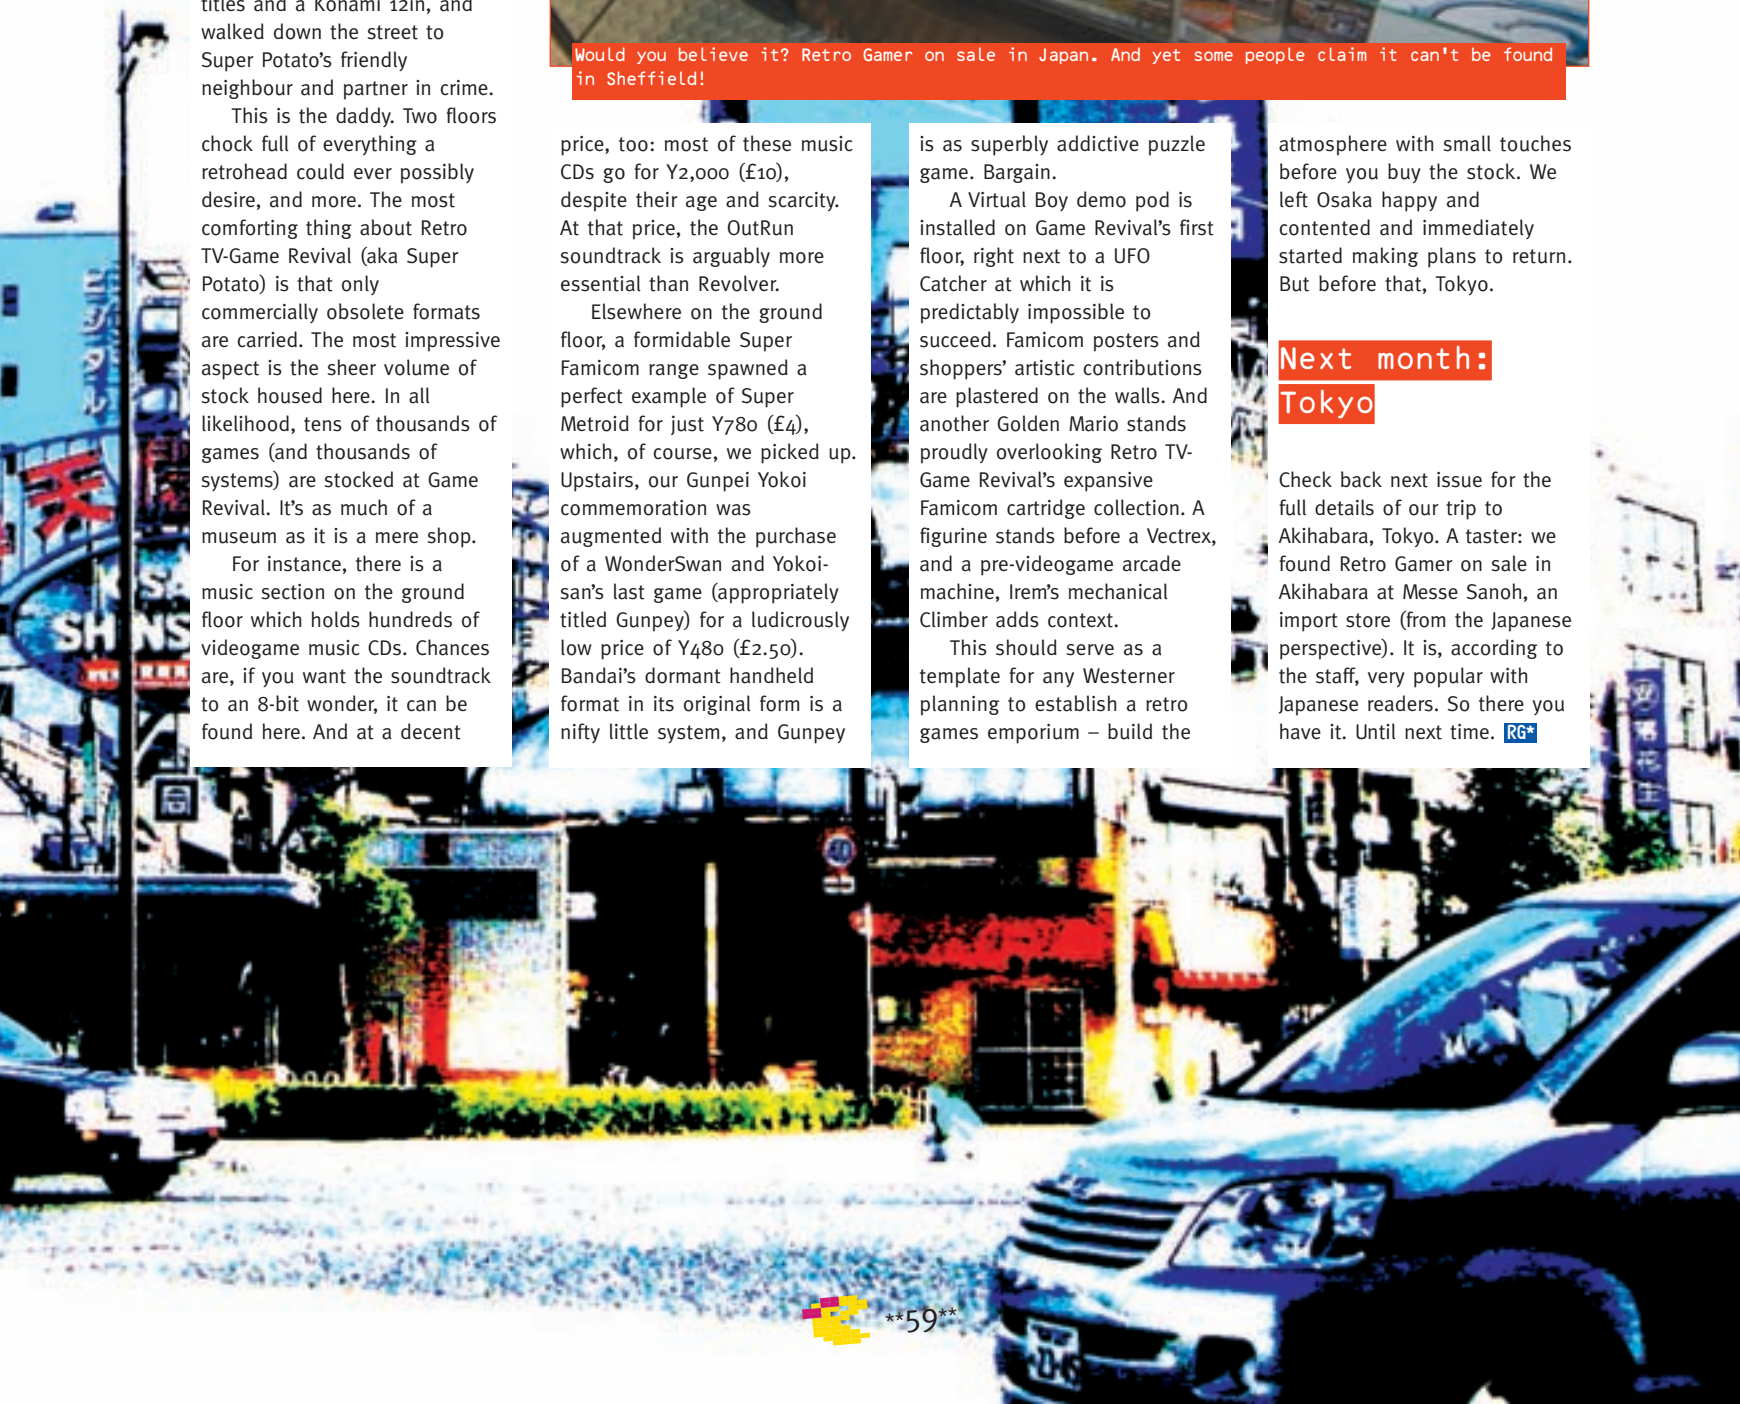 titles and a Konami 12in, and
walked down the street to
Super Potato's friendly
neighbour and partner in crime.
This is the daddy. Two floors
chock full of everything a
retrohead could ever possibly
desire, and more. The most
comforting thing about Retro
TV-Game Revival (aka Super
Potato) is that only
commercially obsolete formats
are carried. The most impressive
aspect is the sheer volume of
stock housed here. In all
likelihood, tens of thousands of
games (and thousands of
systems) are stocked at Game
Revival. It's as much of a
museum as it is a mere shop.
For instance, there is a
music section on the ground
floor which holds hundreds of
videogame music CDs. Chances
are, if you want the soundtrack
to an 8-bit wonder, it can be
found here. And at a decent
Would you believe it? Retro Gamer on sale in Japan. And yet some people claim it can't be found
in Sheffield!
price, too: most of these music
CDs go for Y2,000 (£10),
despite their age and scarcity.
At that price, the OutRun
soundtrack is arguably more
essential than Revolver.
Elsewhere on the ground
floor, a formidable Super
Famicom range spawned a
perfect example of Super
Metroid for just Y780 (£4),
which, of course, we picked up.
Upstairs, our Gunpei Yokoi
commemoration was
augmented with the purchase
of a WonderSwan and Yokoi-
san's last game (appropriately
titled Gunpey) for a ludicrously
low price of Y480 (£2.50).
Bandai's dormant handheld
format in its original form is a
nifty little system, and Gunpey
is as superbly addictive puzzle
game. Bargain.
A Virtual Boy demo pod is
installed on Game Revival's first
floor, right next to a UFO
Catcher at which it is
predictably impossible to
succeed. Famicom posters and
shoppers' artistic contributions
are plastered on the walls. And
another Golden Mario stands
proudly overlooking Retro TV-
Game Revival's expansive
Famicom cartridge collection. A
figurine stands before a Vectrex,
and a pre-videogame arcade
machine, Irem's mechanical
Climber adds context.
This should serve as a
template for any Westerner
planning to establish a retro
games emporium – build the
atmosphere with small touches
before you buy the stock. We
left Osaka happy and
contented and immediately
started making plans to return.
But before that, Tokyo.
Next month:
Tokyo
Check back next issue for the
full details of our trip to
Akihabara, Tokyo. A taster: we
found Retro Gamer on sale in
Akihabara at Messe Sanoh, an
import store (from the Japanese
perspective). It is, according to
the staff, very popular with
Japanese readers. So there you
have it. Until next time. RG*
**59**